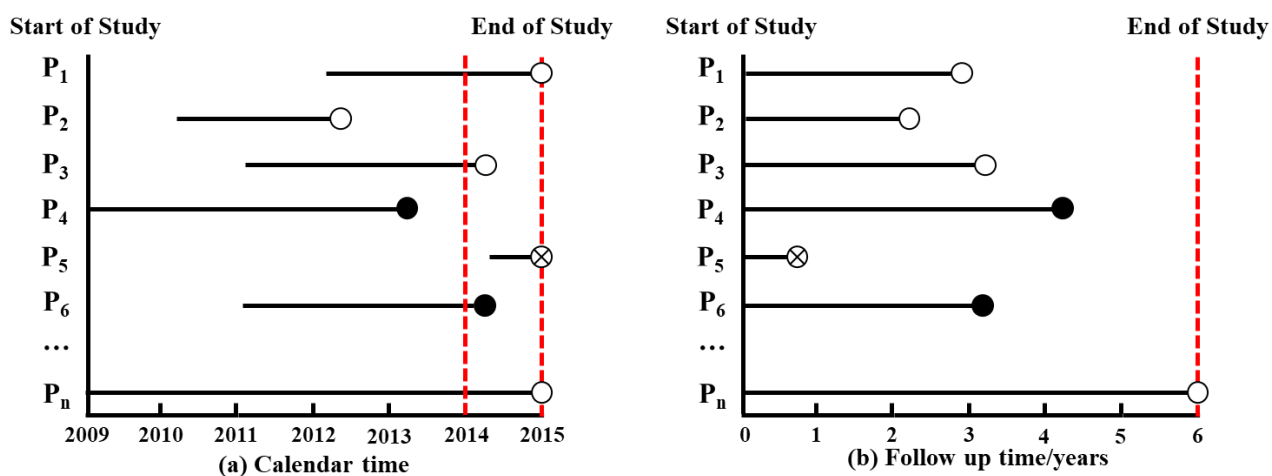 Start of Study End of Study
P1
P2
P3
P4
P5
P6
...
Pn
2009 2010 2011 2012 2013 2014 2015
(a) Calendar time
Start of Study End of Study
P1
P2
P3
P4
P5
P6
...
Pn
0 1 2 3 4 5 6
(b) Follow up time/years